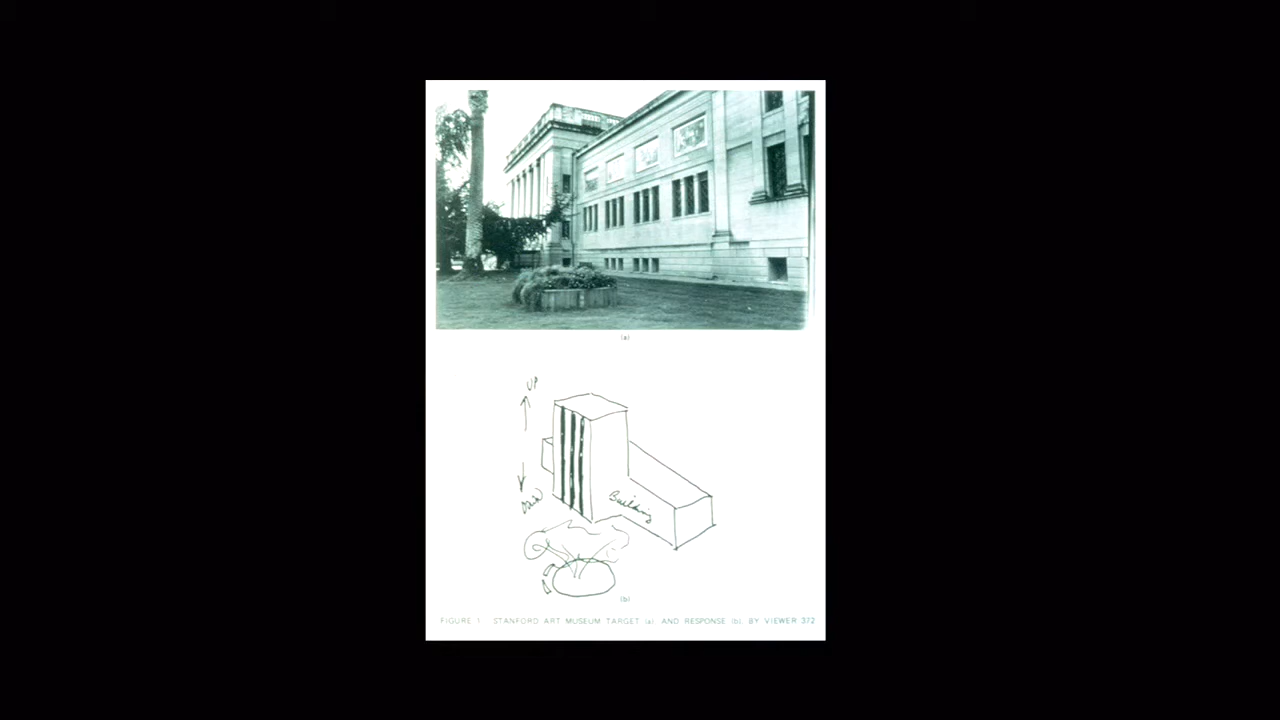 (a)
UP
Building
(b)
FIGURE 1 STANFORD ART MUSEUM TARGET (a), AND RESPONSE (b), BY VIEWER 372